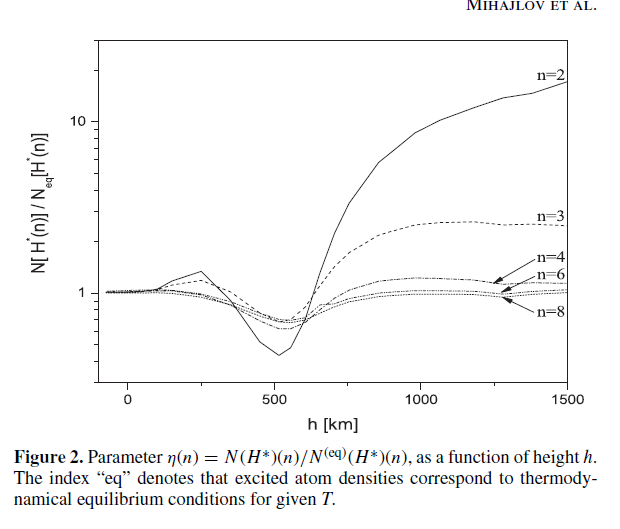 MIHAJLOV ET AL.
n=2
10
n=3
n=4
n=6
1
n=8
N[ H*(n)] / Neq[H*(n)]
0
500
1000
1500
h [km]
Figure 2. Parameter η(n) = N(H*)(n)/N(eq)(H*)(n), as a function of height h.
The index “eq” denotes that excited atom densities correspond to thermody-
namical equilibrium conditions for given T.